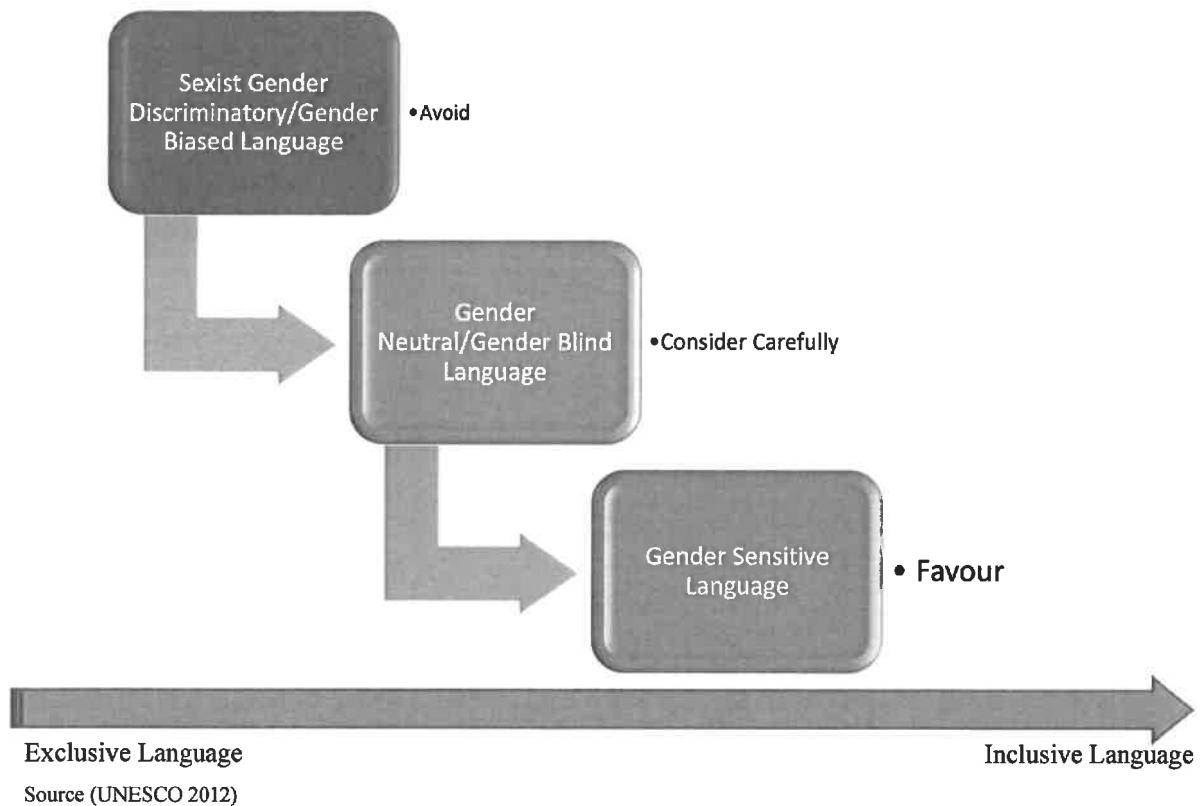 Sexist Gender
Discriminatory/Gender
Biased Language
•Avoid
Gender
Neutral/Gender Blind
Language
•Consider Carefully
Gender Sensitive
Language
• Favour
Exclusive Language
Inclusive Language
Source (UNESCO 2012)